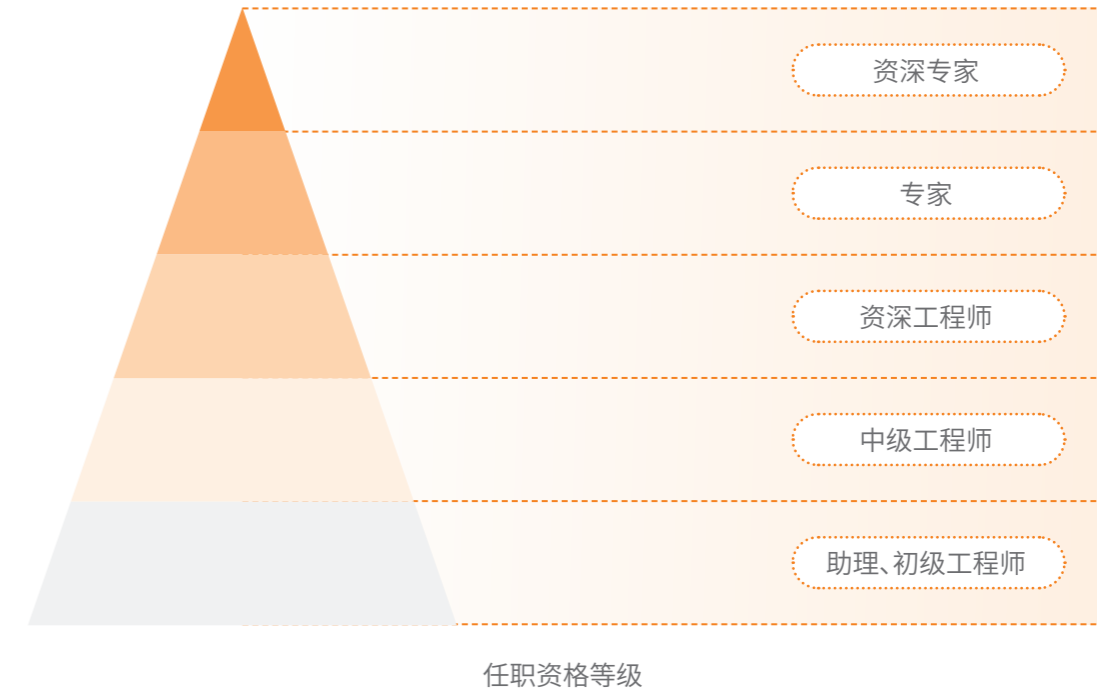 资深专家
专家
资深工程师
中级工程师
助理、初级工程师
任职资格等级